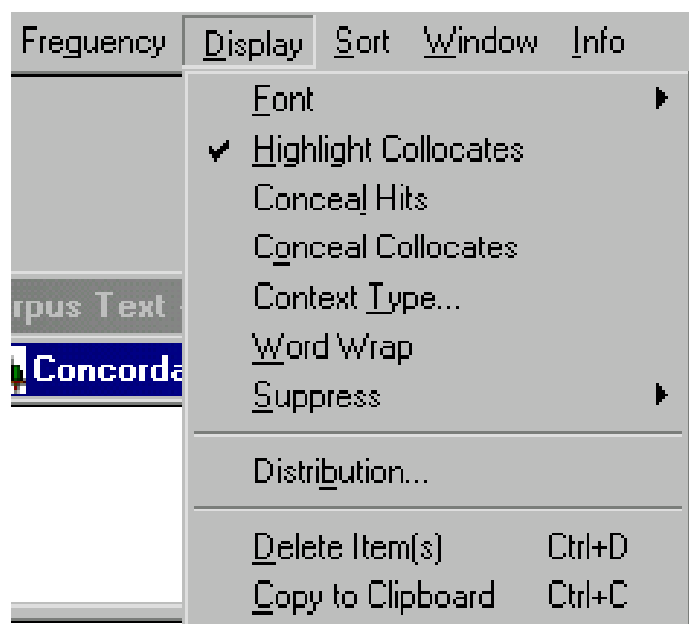 Freguency Display Sort Window Info
Font
Highlight Collocates
Conceal Hits
Conceal Collocates
Context Type...
Word Wrap
Suppress
Distribution...
Delete Item(s) Ctrl+D
Copy to Clipboard Ctrl+C
rpus Text -
Concorda